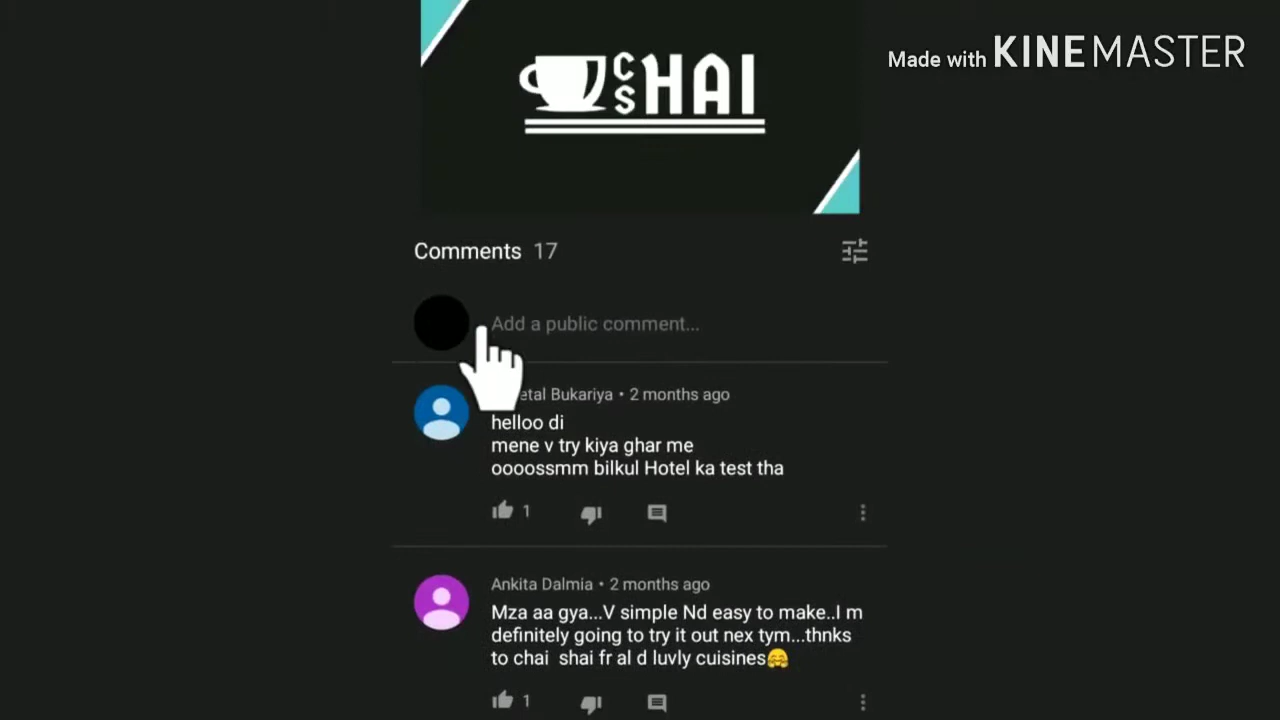 Made with KINEMASTER
C
S
HAI
Comments 17
Add a public comment...
etal Bukariya • 2 months ago
helloo di
mene v try kiya ghar me
oooossmm bilkul Hotel ka test tha
1
Ankita Dalmia • 2 months ago
Mza aa gya...V simple Nd easy to make..I m
definitely going to try it out nex tym...thnks
to chai shai fr al d luvly cuisines🤗
1